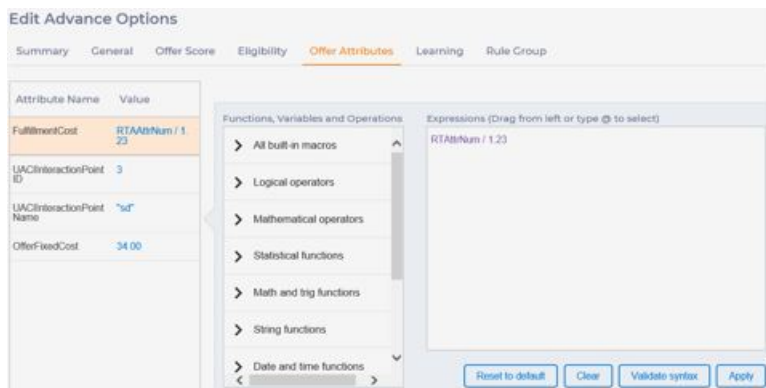 Edit Advance Options
Summary General Offer Score Eligibility Offer Attributes Learning Rule Group
Attribute Name Value
FulfillmentCost RTAAttrNum / 1.
23
UACIInteractionPoint 3
ID
UACIInteractionPoint "sd"
Name
OfferFixedCost 34.00
Functions, Variables and Operations
All built-in macros
Logical operators
Mathematical operators
Statistical functions
Math and trig functions
String functions
Date and time functions
Expressions (Drag from left or type @ to select)
RTAttrNum / 1.23
Reset to default Clear Validate syntax Apply